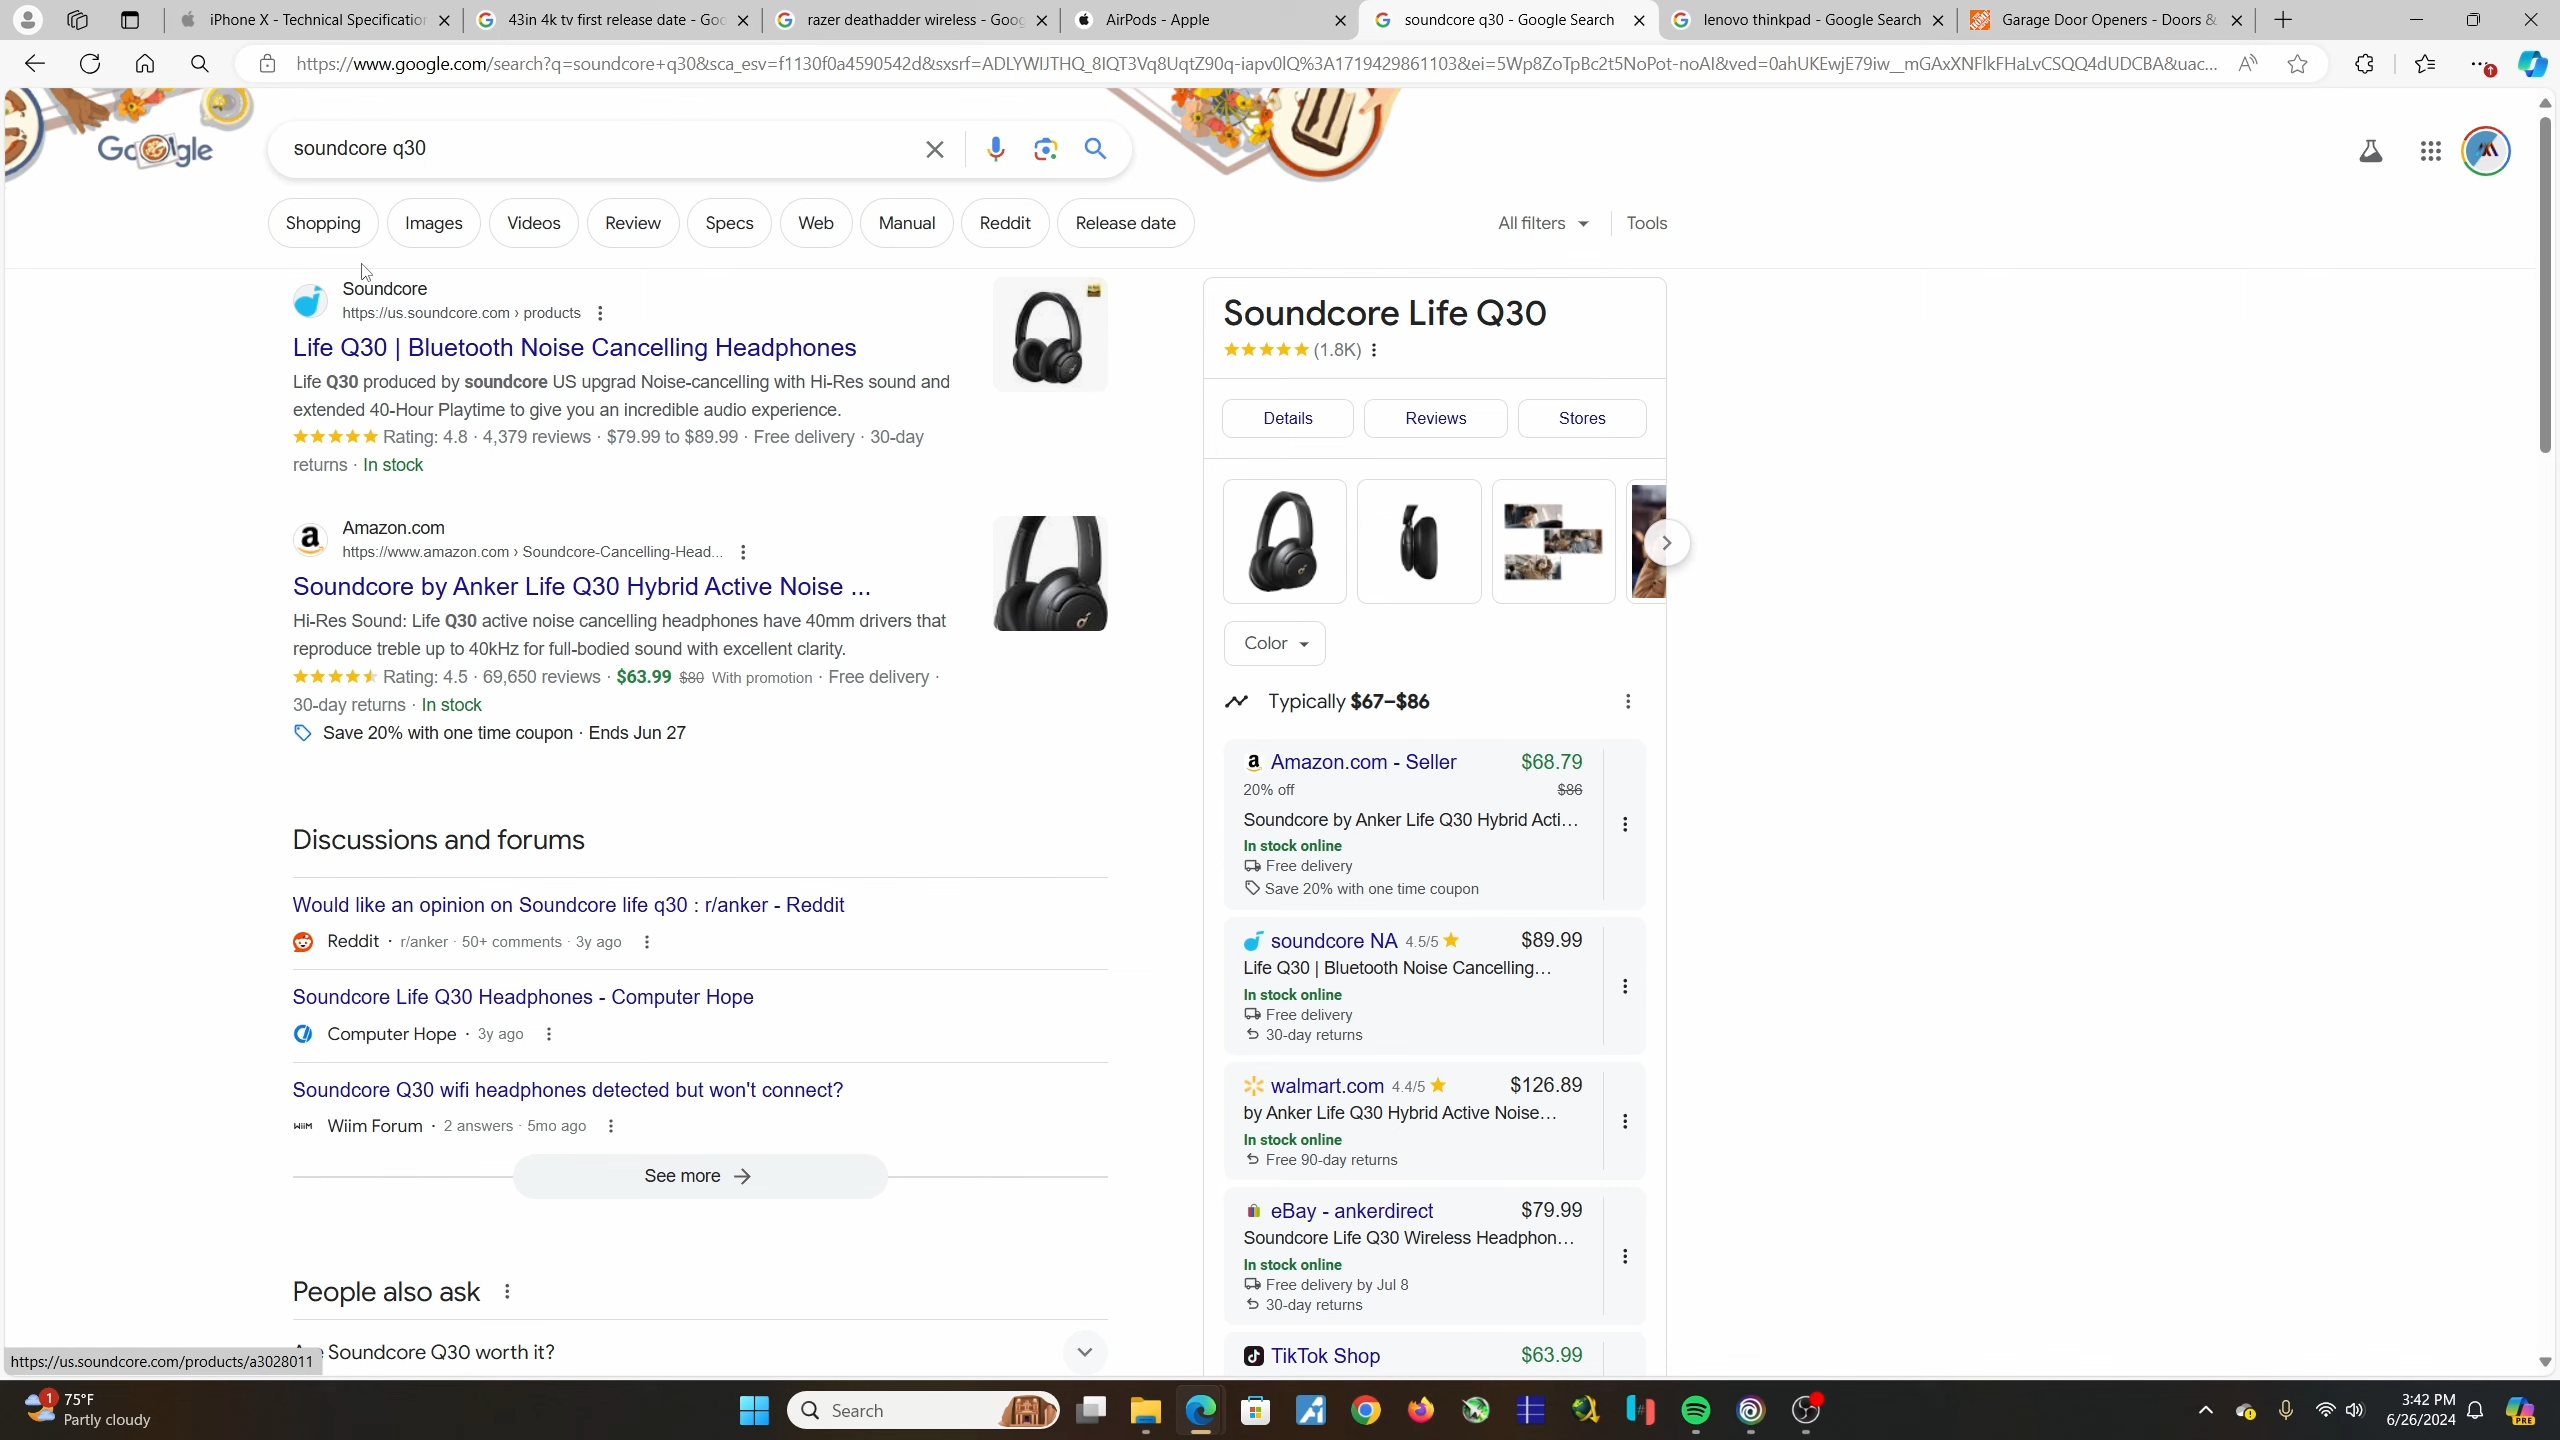 iPhone X - Technical Specification
43in 4k tv first release date - Goo
razer deathadder wireless - Goog
AirPods - Apple
soundcore q30 - Google Search
lenovo thinkpad - Google Search
Garage Door Openers - Doors &
https://www.google.com/search?q=soundcore+q30&sca_esv=f1130f0a4590542d&sxsrf=ADLYWIJTHQ_8IQT3Vq8UqtZ90q-iapv0lQ%3A1719429861103&ei=5Wp8ZoTpBc2t5NoPot-noAI&ved=0ahUKEwjE79iw__mGAxXNFlkFHaLvCSQQ4dUDCBA&uac...
Google
soundcore q30
Shopping
Images
Videos
Review
Specs
Web
Manual
Reddit
Release date
All filters
Tools
Soundcore
https://us.soundcore.com › products
Life Q30 | Bluetooth Noise Cancelling Headphones
Life Q30 produced by soundcore US upgrad Noise-cancelling with Hi-Res sound and
extended 40-Hour Playtime to give you an incredible audio experience.
Rating: 4.8 · 4,379 reviews · $79.99 to $89.99 · Free delivery · 30-day
returns · In stock
Amazon.com
https://www.amazon.com › Soundcore-Cancelling-Head...
Soundcore by Anker Life Q30 Hybrid Active Noise ...
Hi-Res Sound: Life Q30 active noise cancelling headphones have 40mm drivers that
reproduce treble up to 40kHz for full-bodied sound with excellent clarity.
Rating: 4.5 · 69,650 reviews · $63.99 $80 With promotion · Free delivery ·
30-day returns · In stock
Save 20% with one time coupon · Ends Jun 27
Discussions and forums
Would like an opinion on Soundcore life q30 : r/anker - Reddit
Reddit · r/anker · 50+ comments · 3y ago
Soundcore Life Q30 Headphones - Computer Hope
Computer Hope · 3y ago
Soundcore Q30 wifi headphones detected but won't connect?
WiiM Wiim Forum · 2 answers · 5mo ago
See more
People also ask
Soundcore Q30 worth it?
https://us.soundcore.com/products/a3028011
Soundcore Life Q30
(1.8K)
Details
Reviews
Stores
Color
Typically $67–$86
Amazon.com - Seller $68.79
20% off $86
Soundcore by Anker Life Q30 Hybrid Acti...
In stock online
Free delivery
Save 20% with one time coupon
soundcore NA 4.5/5 $89.99
Life Q30 | Bluetooth Noise Cancelling...
In stock online
Free delivery
30-day returns
walmart.com 4.4/5 $126.89
by Anker Life Q30 Hybrid Active Noise...
In stock online
Free 90-day returns
eBay - ankerdirect $79.99
Soundcore Life Q30 Wireless Headphon...
In stock online
Free delivery by Jul 8
30-day returns
TikTok Shop $63.99
1
75°F
Partly cloudy
Search
3:42 PM
6/26/2024
PRE